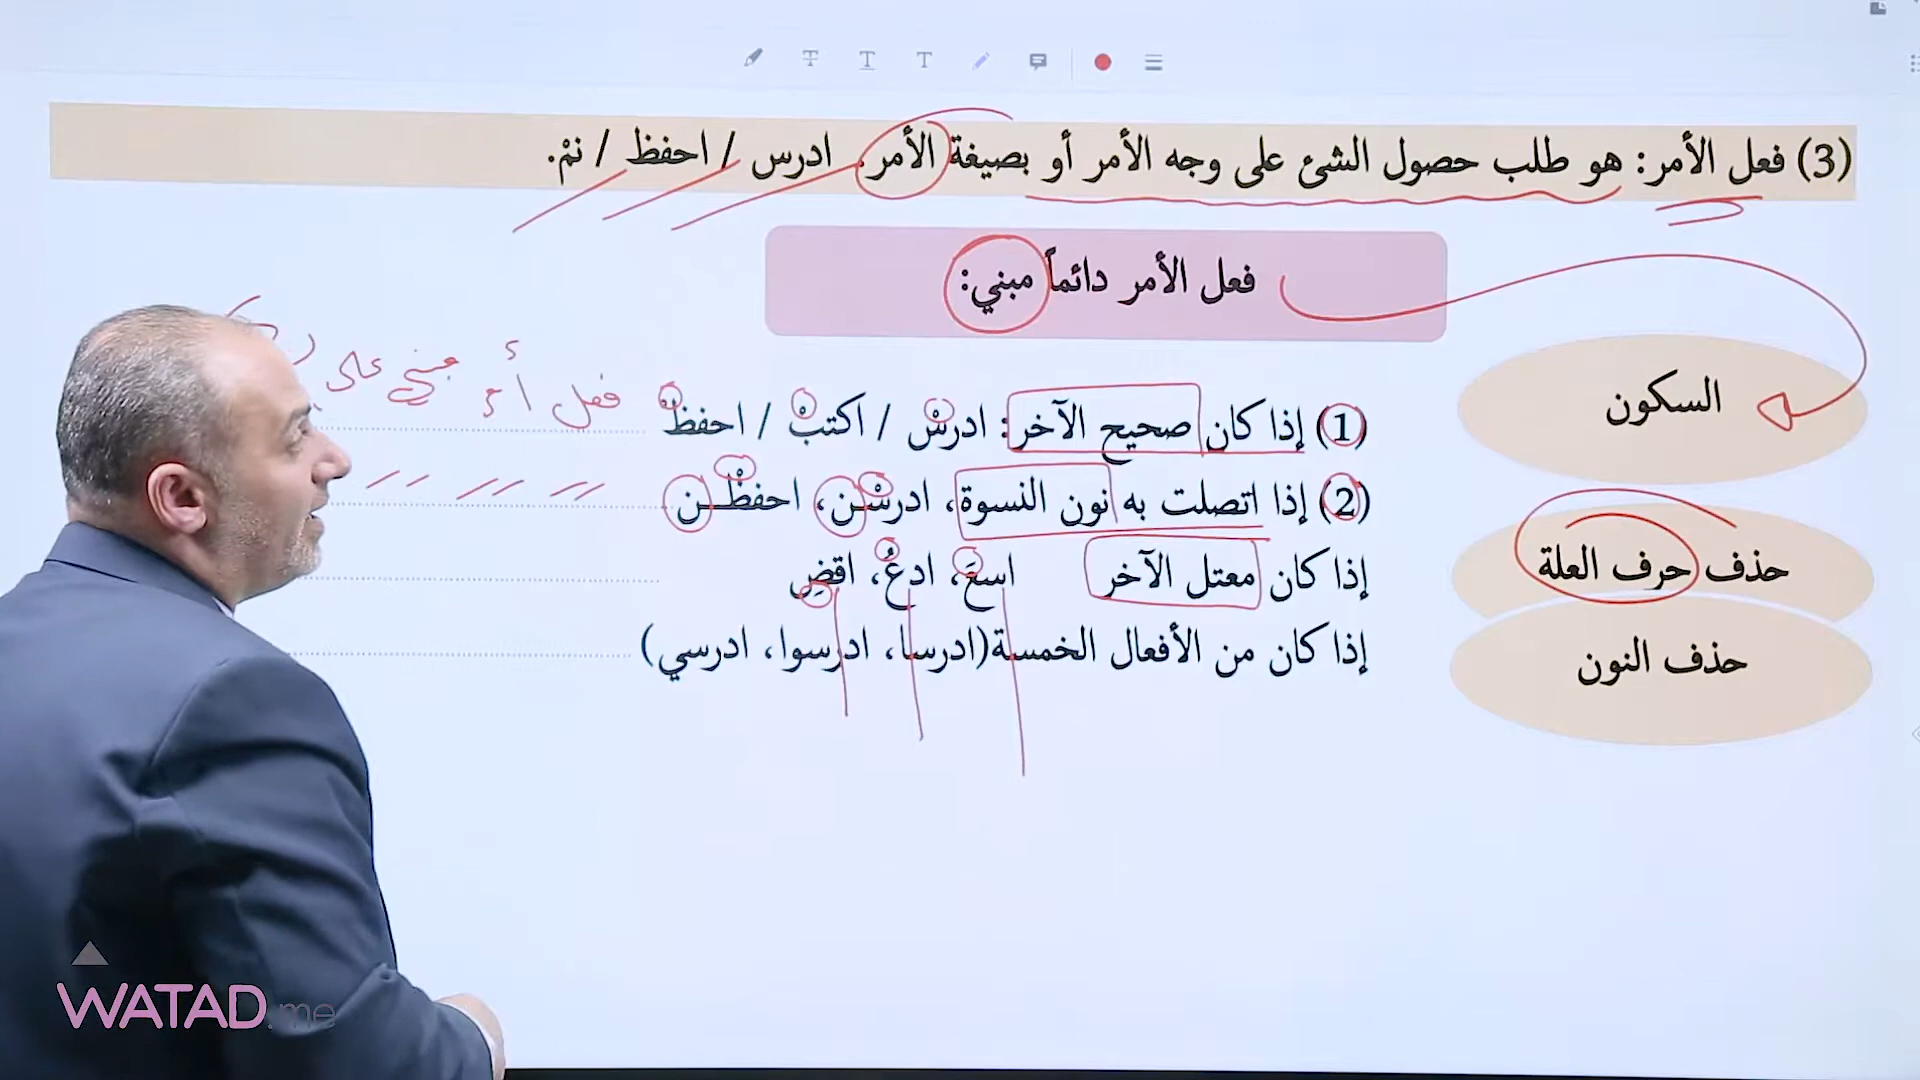 (3) فعل الأمر: هو طلب حصول الشئ على وجه الأمر أو بصيغة الأمر. ادرس / احفظ / نمْ.
فعل الأمر دائماً مبني:
السكون
(1) إذا كان صحيح الآخر: ادرسْ / اكتبْ / احفظْ
فعل أمر مبني على
(2) إذا اتصلت به نون النسوة، ادرسْـن، احفظْـن
حذف حرف العلة
إذا كان معتل الآخر اسعَ، ادعُ، اقضِ
حذف النون
إذا كان من الأفعال الخمسة(ادرسا، ادرسوا، ادرسي)
WATAD.me